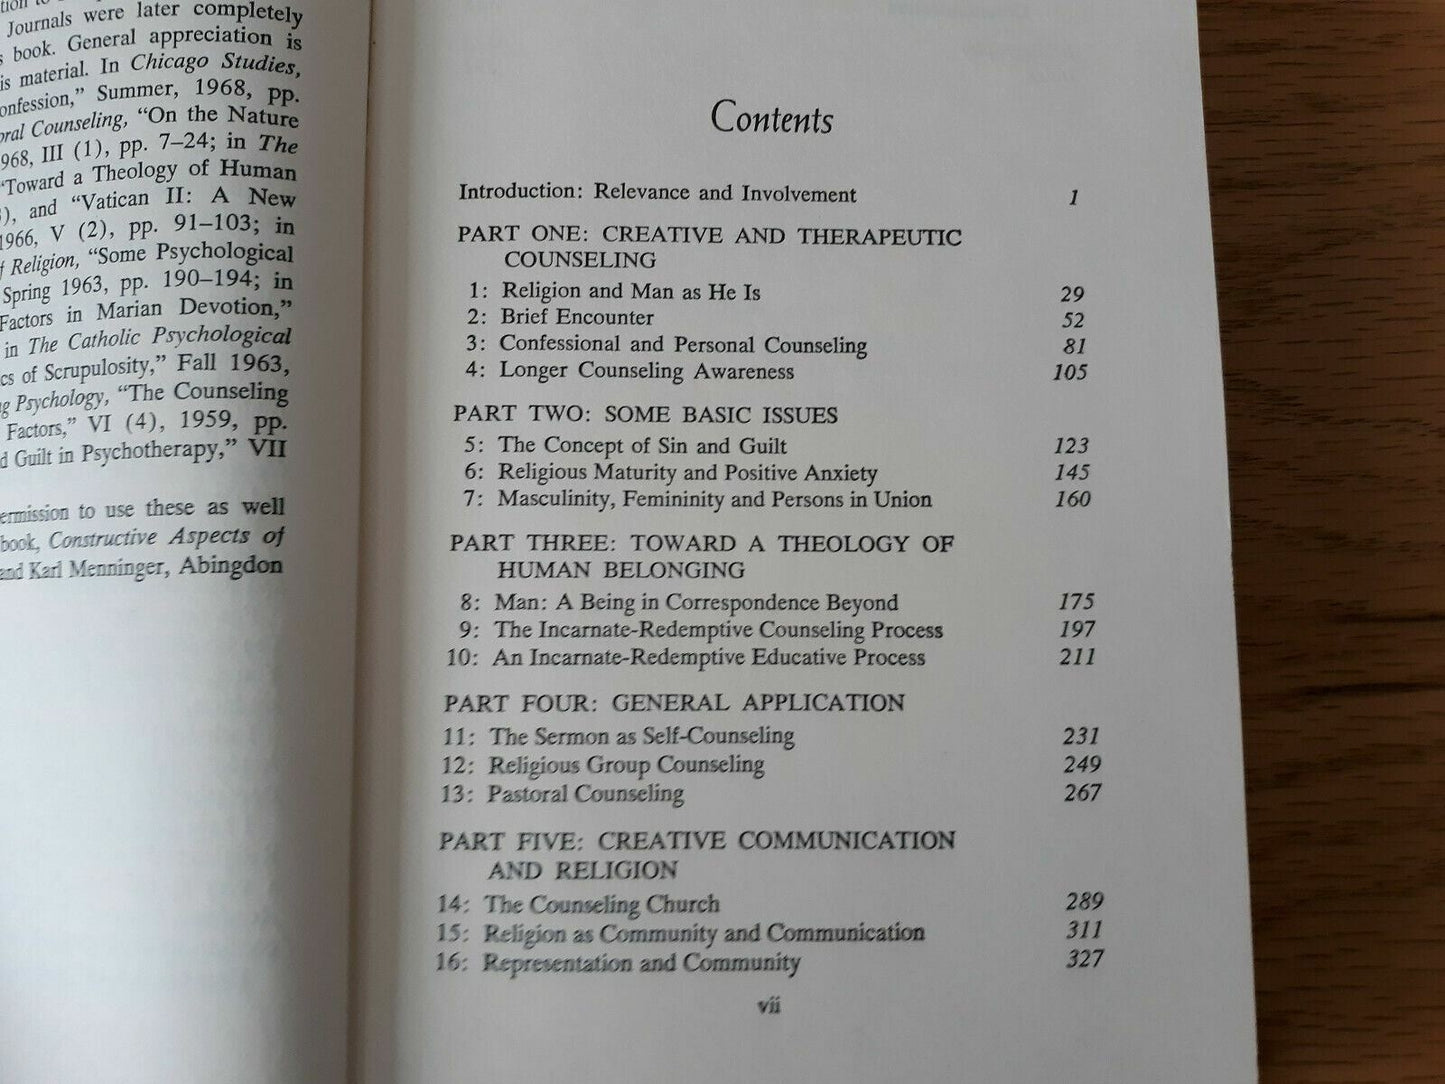 Journals were later completely
book. General appreciation is
is material. In Chicago Studies,
onfession," Summer, 1968, pp.
oral Counseling, "On the Nature
968, III (1), pp. 7–24; in The
"Toward a Theology of Human
), and "Vatican II: A New
1966, V (2), pp. 91–103; in
f Religion, "Some Psychological
Spring 1963, pp. 190–194; in
Factors in Marian Devotion,"
in The Catholic Psychological
cs of Scrupulosity," Fall 1963,
g Psychology, "The Counseling
Factors," VI (4), 1959, pp.
d Guilt in Psychotherapy," VII
ermission to use these as well
book, Constructive Aspects of
and Karl Menninger, Abingdon
Contents
Introduction: Relevance and Involvement 1
PART ONE: CREATIVE AND THERAPEUTIC
COUNSELING
1: Religion and Man as He Is 29
2: Brief Encounter 52
3: Confessional and Personal Counseling 81
4: Longer Counseling Awareness 105
PART TWO: SOME BASIC ISSUES
5: The Concept of Sin and Guilt 123
6: Religious Maturity and Positive Anxiety 145
7: Masculinity, Femininity and Persons in Union 160
PART THREE: TOWARD A THEOLOGY OF
HUMAN BELONGING
8: Man: A Being in Correspondence Beyond 175
9: The Incarnate-Redemptive Counseling Process 197
10: An Incarnate-Redemptive Educative Process 211
PART FOUR: GENERAL APPLICATION
11: The Sermon as Self-Counseling 231
12: Religious Group Counseling 249
13: Pastoral Counseling 267
PART FIVE: CREATIVE COMMUNICATION
AND RELIGION
14: The Counseling Church 289
15: Religion as Community and Communication 311
16: Representation and Community 327
vii